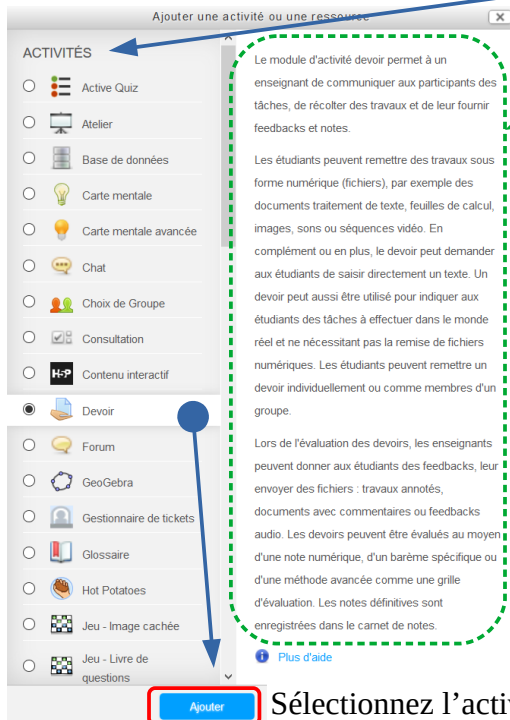 Ajouter une activité ou une ressource
ACTIVITÉS
Active Quiz
Atelier
Base de données
Carte mentale
Carte mentale avancée
Chat
Choix de Groupe
Consultation
H-P
Contenu interactif
Devoir
Forum
GeoGebra
Gestionnaire de tickets
Glossaire
Hot Potatoes
Jeu - Image cachée
Jeu - Livre de
questions
Le module d'activité devoir permet à un
enseignant de communiquer aux participants des
tâches, de récolter des travaux et de leur fournir
feedbacks et notes.
Les étudiants peuvent remettre des travaux sous
forme numérique (fichiers), par exemple des
documents traitement de texte, feuilles de calcul,
images, sons ou séquences vidéo. En
complément ou en plus, le devoir peut demander
aux étudiants de saisir directement un texte. Un
devoir peut aussi être utilisé pour indiquer aux
étudiants des tâches à effectuer dans le monde
réel et ne nécessitant pas la remise de fichiers
numériques. Les étudiants peuvent remettre un
devoir individuellement ou comme membres d'un
groupe.
Lors de l'évaluation des devoirs, les enseignants
peuvent donner aux étudiants des feedbacks, leur
envoyer des fichiers : travaux annotés,
documents avec commentaires ou feedbacks
audio. Les devoirs peuvent être évalués au moyen
d'une note numérique, d'un barème spécifique ou
d'une méthode avancée comme une grille
d'évaluation. Les notes définitives sont
enregistrées dans le carnet de notes.
Plus d'aide
Ajouter
Sélectionnez l'activ